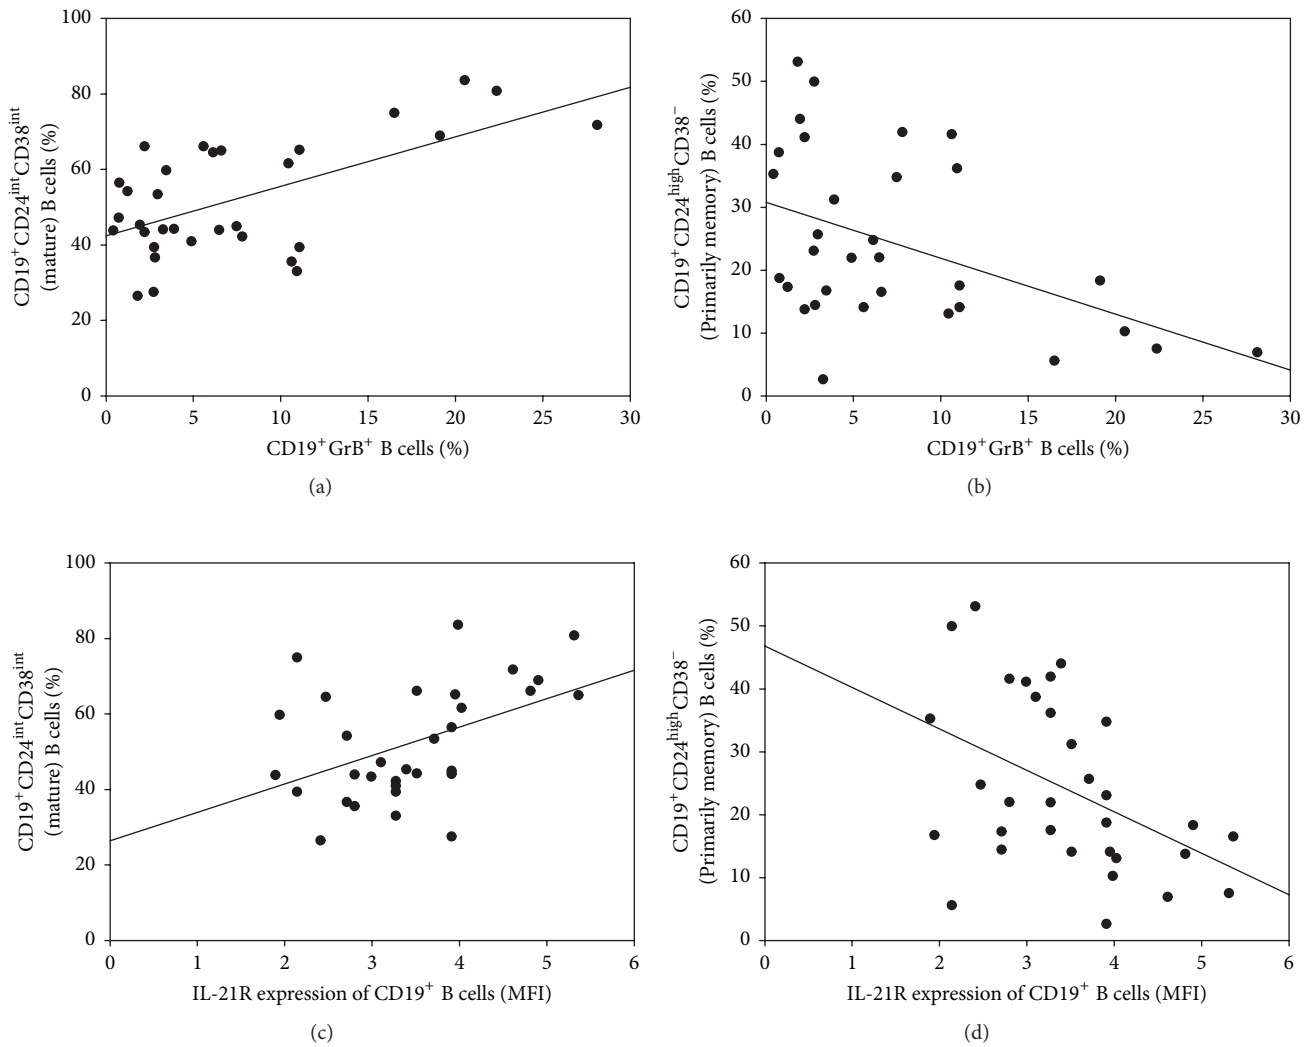 100
80
60
40
20
0
CD19⁺CD24ⁱⁿᵗCD38ⁱⁿᵗ
(mature) B cells (%)
0 5 10 15 20 25 30
CD19⁺GrB⁺ B cells (%)
(a)
60
50
40
30
20
10
0
CD19⁺CD24ʰⁱᵍʰCD38⁻
(Primarily memory) B cells (%)
0 5 10 15 20 25 30
CD19⁺GrB⁺ B cells (%)
(b)
100
80
60
40
20
0
CD19⁺CD24ⁱⁿᵗCD38ⁱⁿᵗ
(mature) B cells (%)
0 1 2 3 4 5 6
IL-21R expression of CD19⁺ B cells (MFI)
(c)
60
50
40
30
20
10
0
CD19⁺CD24ʰⁱᵍʰCD38⁻
(Primarily memory) B cells (%)
0 1 2 3 4 5 6
IL-21R expression of CD19⁺ B cells (MFI)
(d)